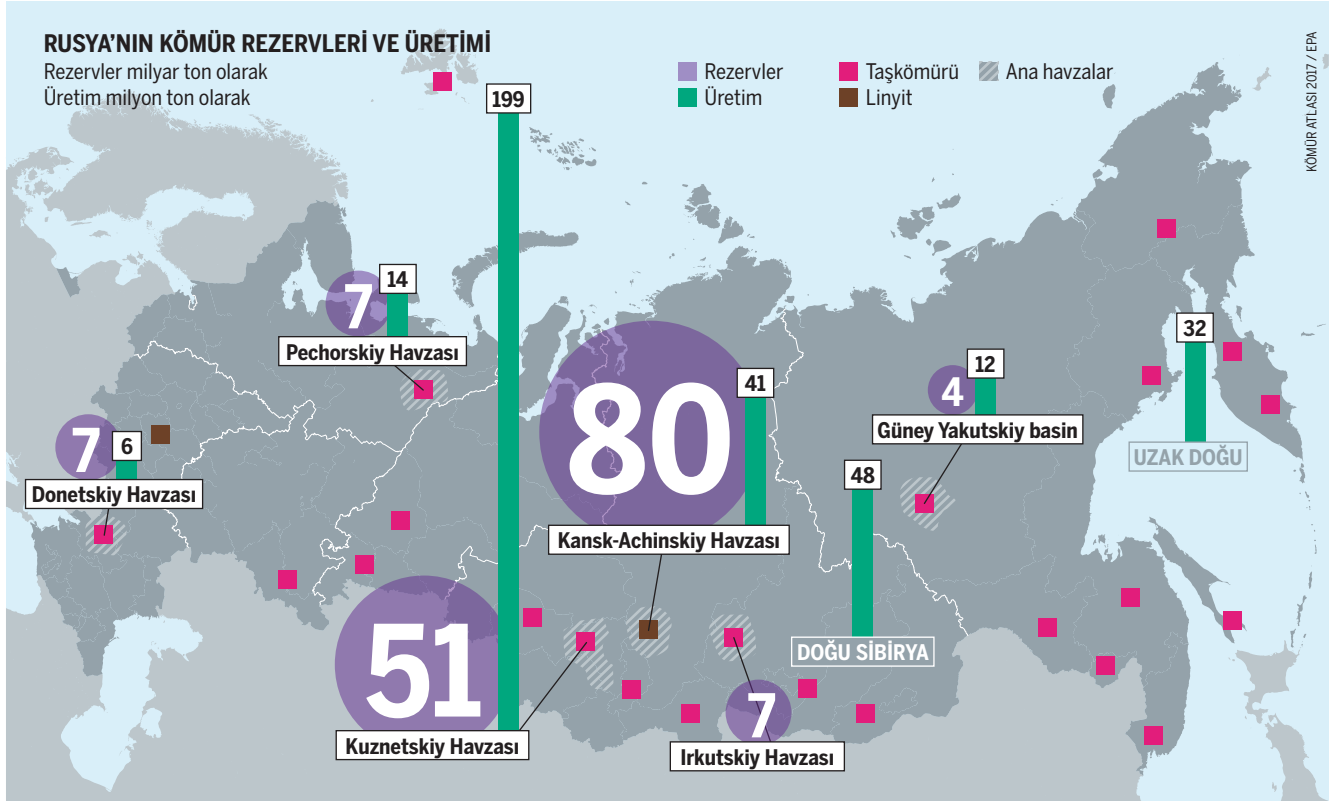 RUSYA'NIN KÖMÜR REZERVLERİ VE ÜRETİMİ
Rezervler milyar ton olarak
Üretim milyon ton olarak
Rezervler
Üretim
Taşkömürü
Linyit
Ana havzalar
KÖMÜR ATLASI 2017 / EPA
199
14
7
Pechorskiy Havzası
7
6
Donetskiy Havzası
80
41
Kansk-Achinskiy Havzası
12
4
Güney Yakutskiy basin
32
UZAK DOĞU
48
DOĞU SİBİRYA
51
Kuznetskiy Havzası
7
Irkutskiy Havzası